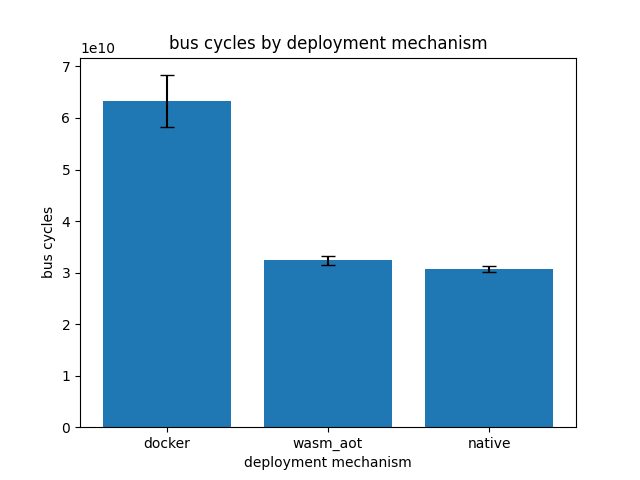 bus cycles by deployment mechanism
1e10
7
6
5
4
3
2
1
0
bus cycles
docker
wasm_aot
native
deployment mechanism